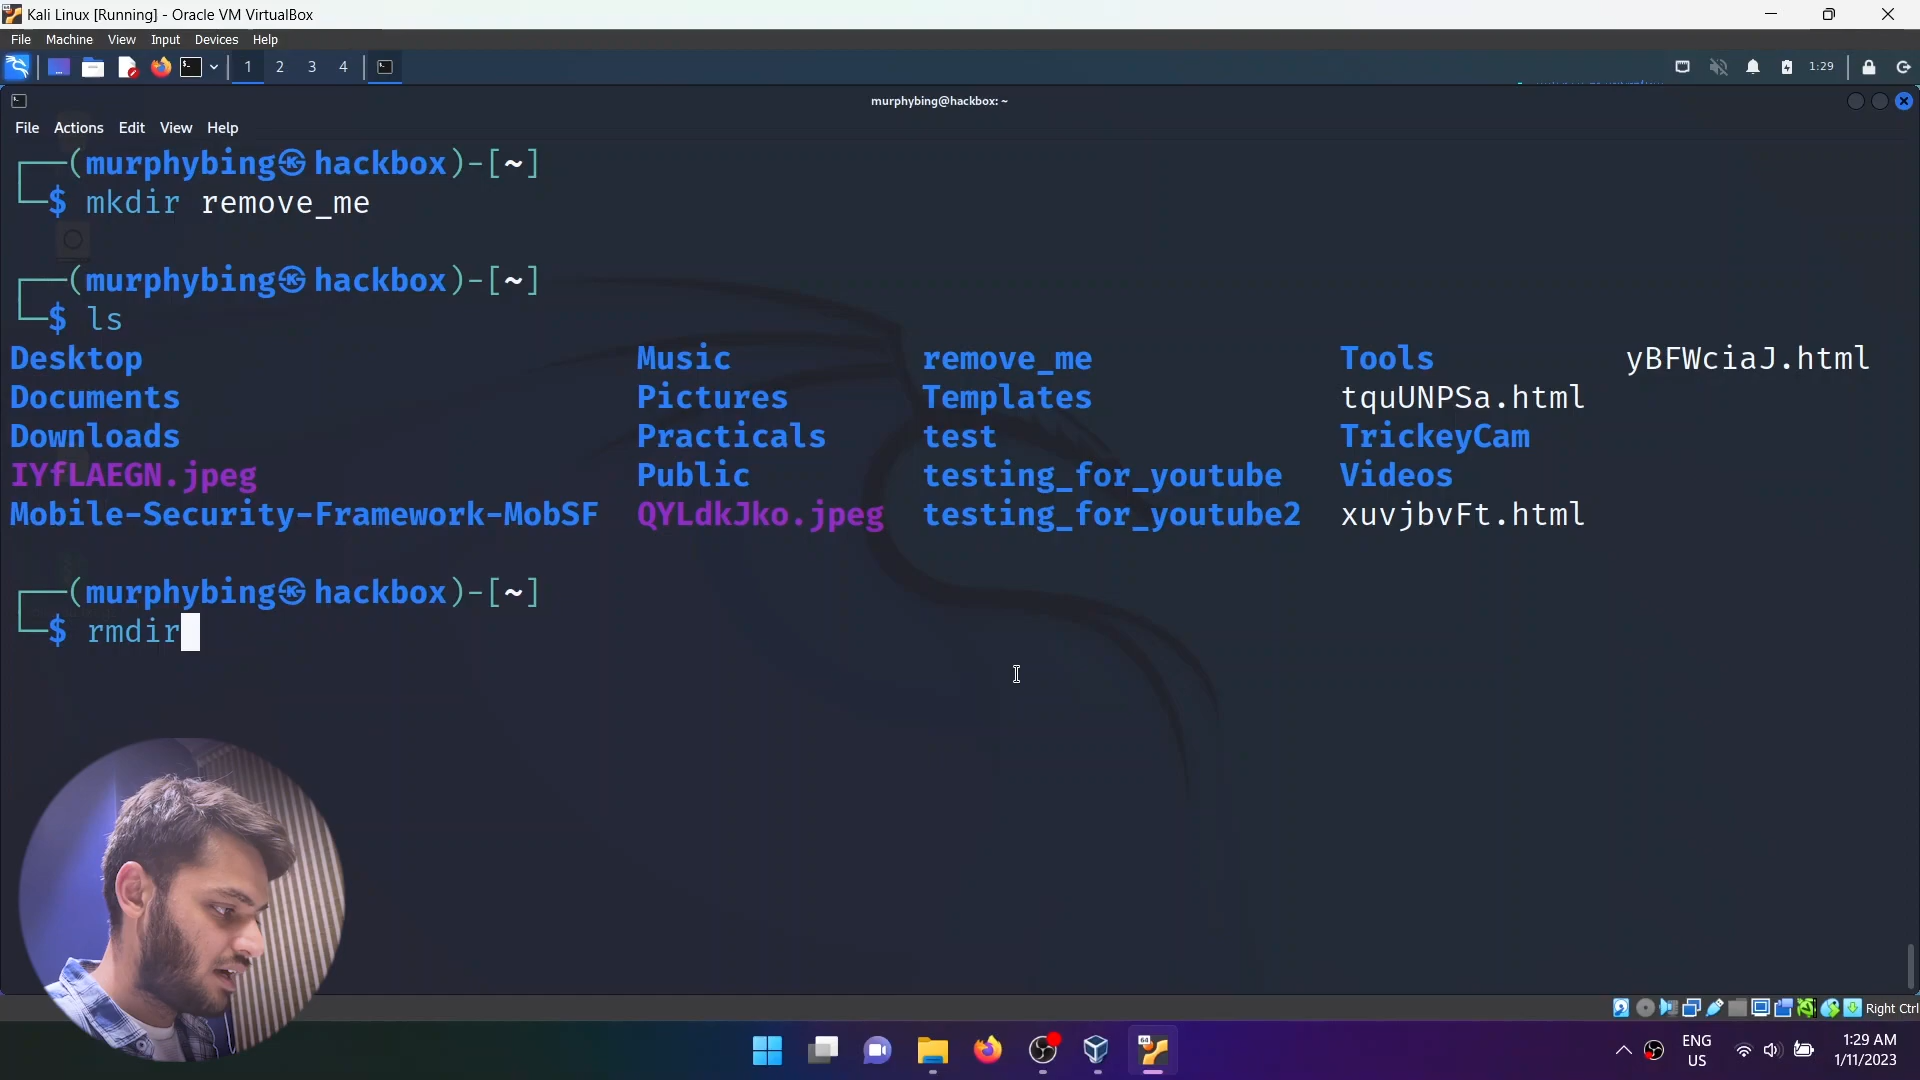 Kali Linux [Running] - Oracle VM VirtualBox
File Machine View Input Devices Help
1 2 3 4 1:29
murphybing@hackbox: ~
File Actions Edit View Help
(murphybing㉿hackbox)-[~]
$ mkdir remove_me
(murphybing㉿hackbox)-[~]
$ ls
Desktop Music remove_me Tools yBFWciaJ.html
Documents Pictures Templates tquUNPSa.html
Downloads Practicals test TrickeyCam
IYfLAEGN.jpeg Public testing_for_youtube Videos
Mobile-Security-Framework-MobSF QYLdkJko.jpeg testing_for_youtube2 xuvjbvFt.html
(murphybing㉿hackbox)-[~]
$ rmdir
Right Ctrl
ENG 1:29 AM
US 1/11/2023